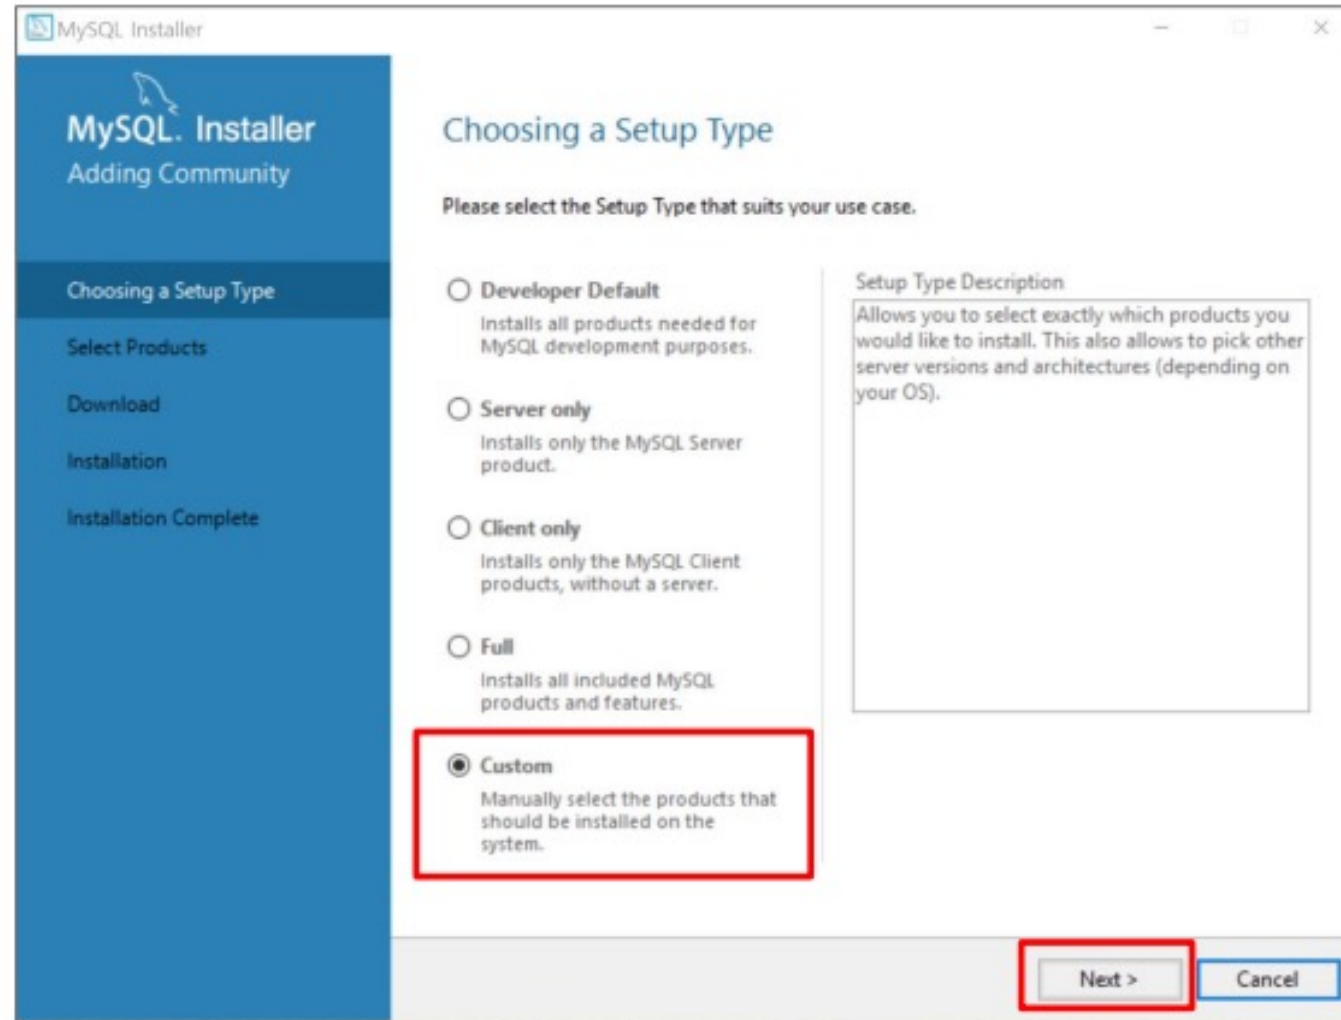 MySQL Installer
MySQL. Installer
Adding Community
Choosing a Setup Type
Select Products
Download
Installation
Installation Complete
Choosing a Setup Type
Please select the Setup Type that suits your use case.
Developer Default
Installs all products needed for
MySQL development purposes.
Server only
Installs only the MySQL Server
product.
Client only
Installs only the MySQL Client
products, without a server.
Full
Installs all included MySQL
products and features.
Custom
Manually select the products that
should be installed on the
system.
Setup Type Description
Allows you to select exactly which products you
would like to install. This also allows to pick other
server versions and architectures (depending on
your OS).
Next >
Cancel